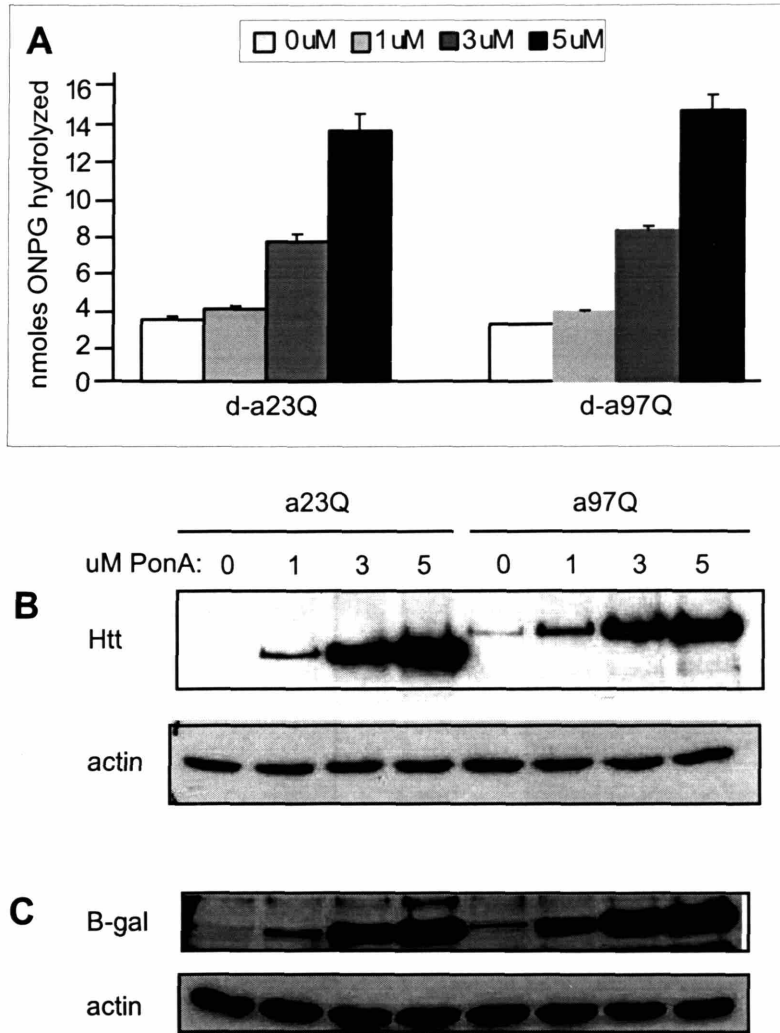 A
0uM 1uM 3uM 5uM
nmoles ONPG hydrolyzed
16
14
12
10
8
6
4
2
0
d-a23Q d-a97Q
a23Q a97Q
uM PonA: 0 1 3 5 0 1 3 5
B
Htt
actin
C
B-gal
actin